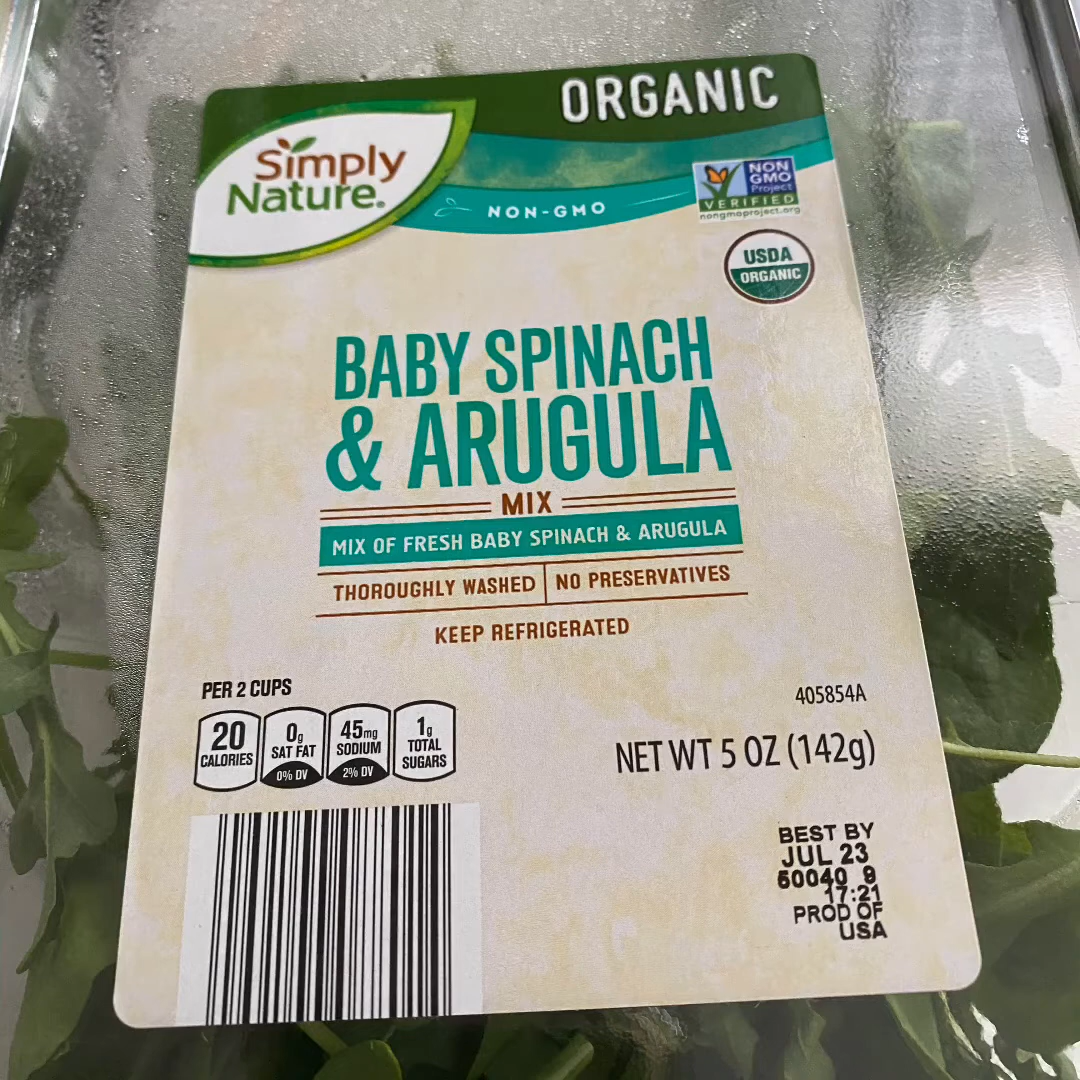 ORGANIC
Simply
Nature®
NON-GMO
NON
GMO
Project
VERIFIED
nongmoproject.org
USDA
ORGANIC
BABY SPINACH
& ARUGULA
MIX
MIX OF FRESH BABY SPINACH & ARUGULA
THOROUGHLY WASHED | NO PRESERVATIVES
KEEP REFRIGERATED
PER 2 CUPS
20 CALORIES
0g SAT FAT 0% DV
45mg SODIUM 2% DV
1g TOTAL SUGARS
405854A
NET WT 5 OZ (142g)
BEST BY
JUL 23
60040 9
17:21
PROD OF
USA